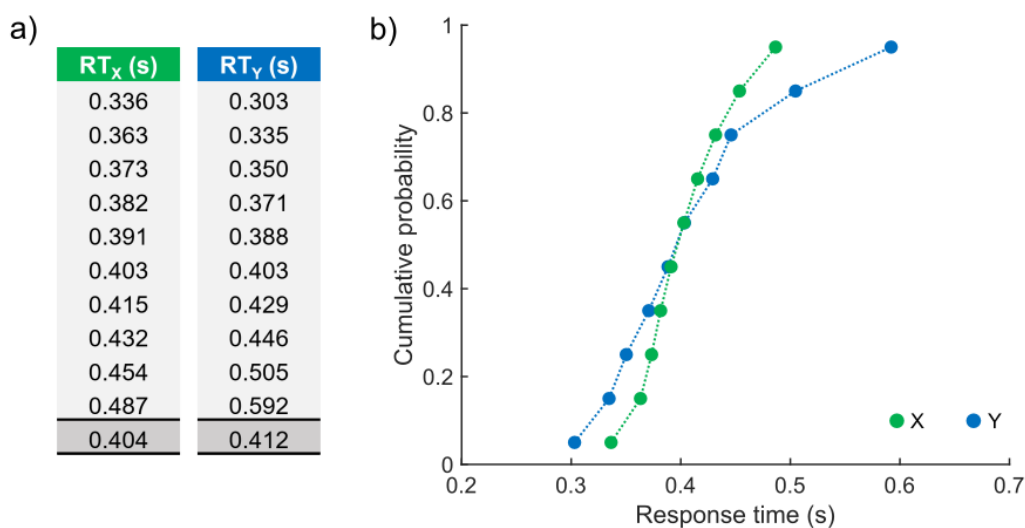 a)
RTX (s) RTY (s)
0.336 0.303
0.363 0.335
0.373 0.350
0.382 0.371
0.391 0.388
0.403 0.403
0.415 0.429
0.432 0.446
0.454 0.505
0.487 0.592
0.404 0.412
b)
Cumulative probability
1
0.8
0.6
0.4
0.2
0
0.2 0.3 0.4 0.5 0.6 0.7
Response time (s)
X Y